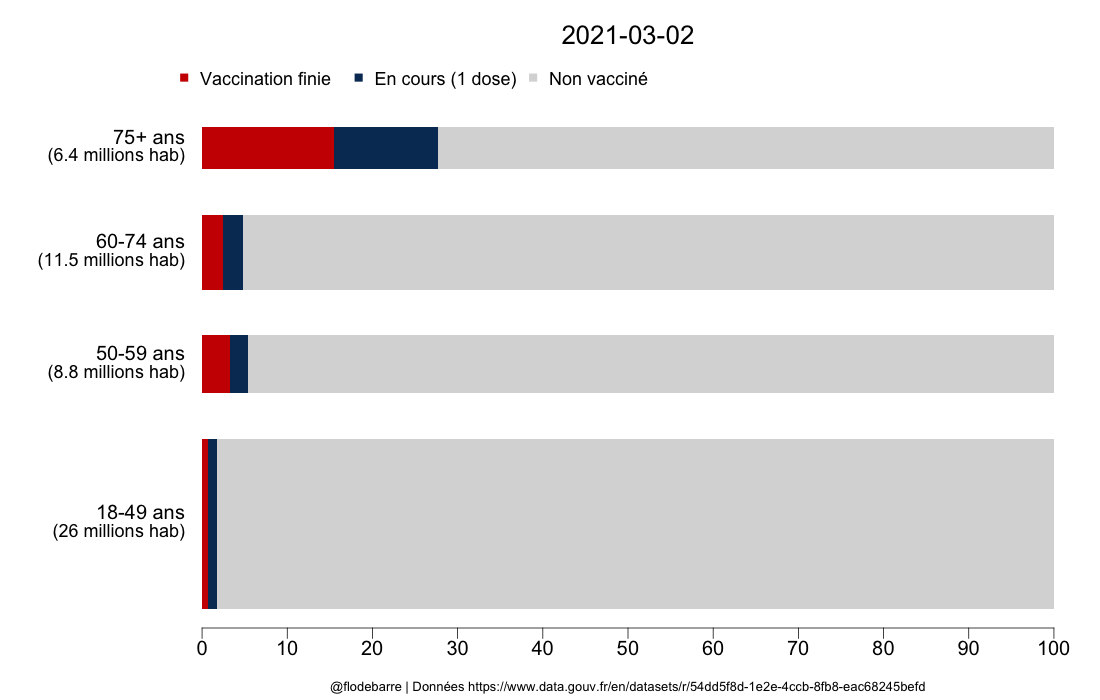 2021-03-02
Vaccination finie En cours (1 dose) Non vacciné
75+ ans
(6.4 millions hab)
60-74 ans
(11.5 millions hab)
50-59 ans
(8.8 millions hab)
18-49 ans
(26 millions hab)
0 10 20 30 40 50 60 70 80 90 100
@flodebarre | Données https://www.data.gouv.fr/en/datasets/r/54dd5f8d-1e2e-4ccb-8fb8-eac68245befd